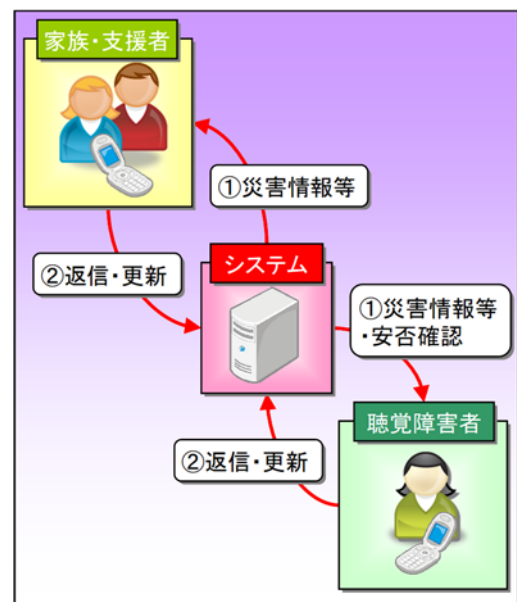 家族・支援者
①災害情報等
②返信・更新
システム
①災害情報等
・安否確認
聴覚障害者
②返信・更新